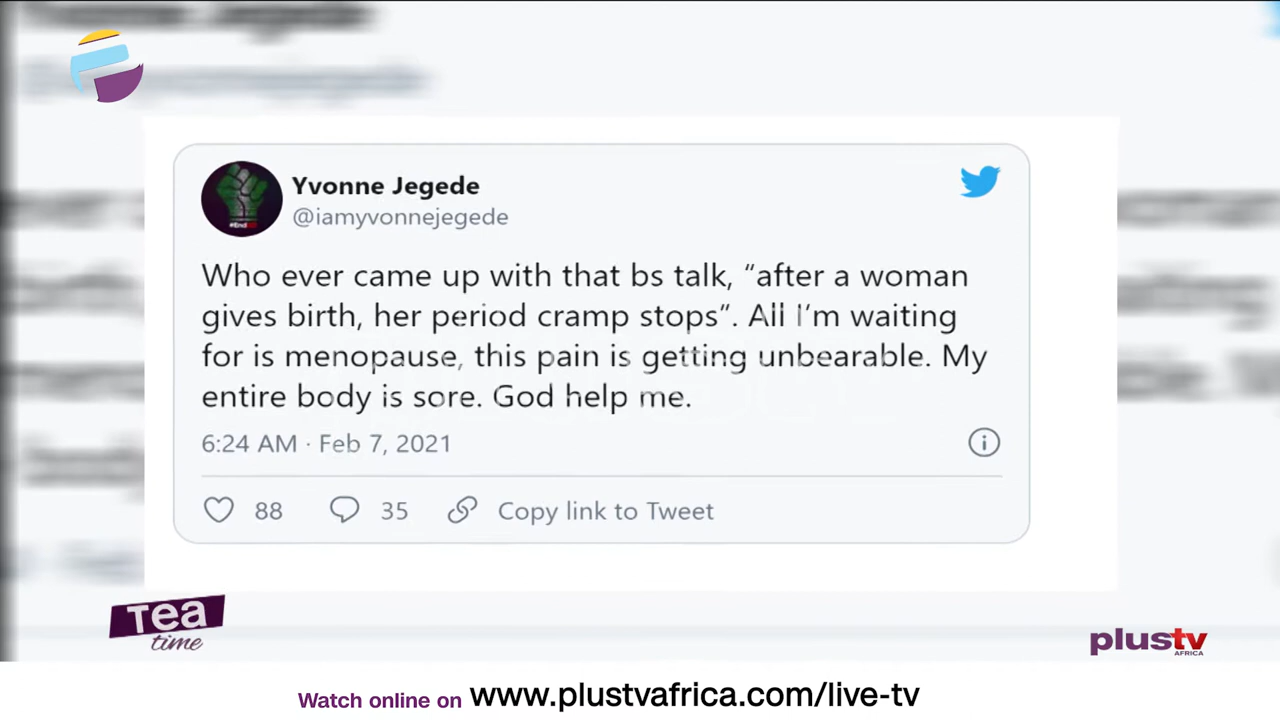 Yvonne Jegede
Yvonne Jegede
@iamyvonnejegede
Who ever came up with that bs talk, “after a woman
gives birth, her period cramp stops”. All I’m waiting
for is menopause, this pain is getting unbearable. My
entire body is sore. God help me.
6:24 AM · Feb 7, 2021
88
35
Copy link to Tweet
Tea
time
plustv
AFRICA
Watch online on www.plustvafrica.com/live-tv